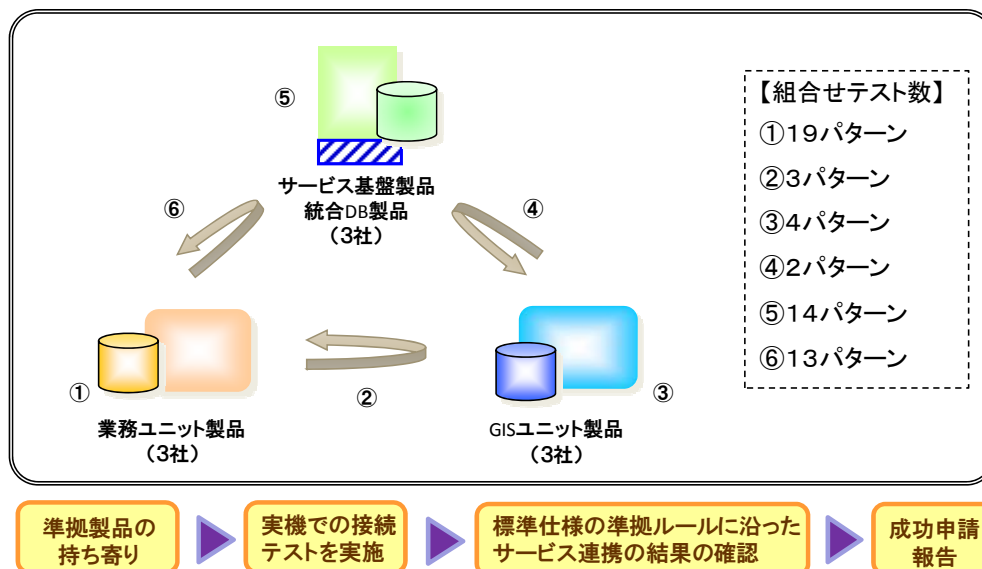 ⑤
サービス基盤製品
統合DB製品
(3社)
⑥
④
①
業務ユニット製品
(3社)
②
GISユニット製品
(3社)
③
【組合せテスト数】
①19パターン
②3パターン
③4パターン
④2パターン
⑤14パターン
⑥13パターン
準拠製品の
持ち寄り
実機での接続
テストを実施
標準仕様の準拠ルールに沿った
サービス連携の結果の確認
成功申請
報告